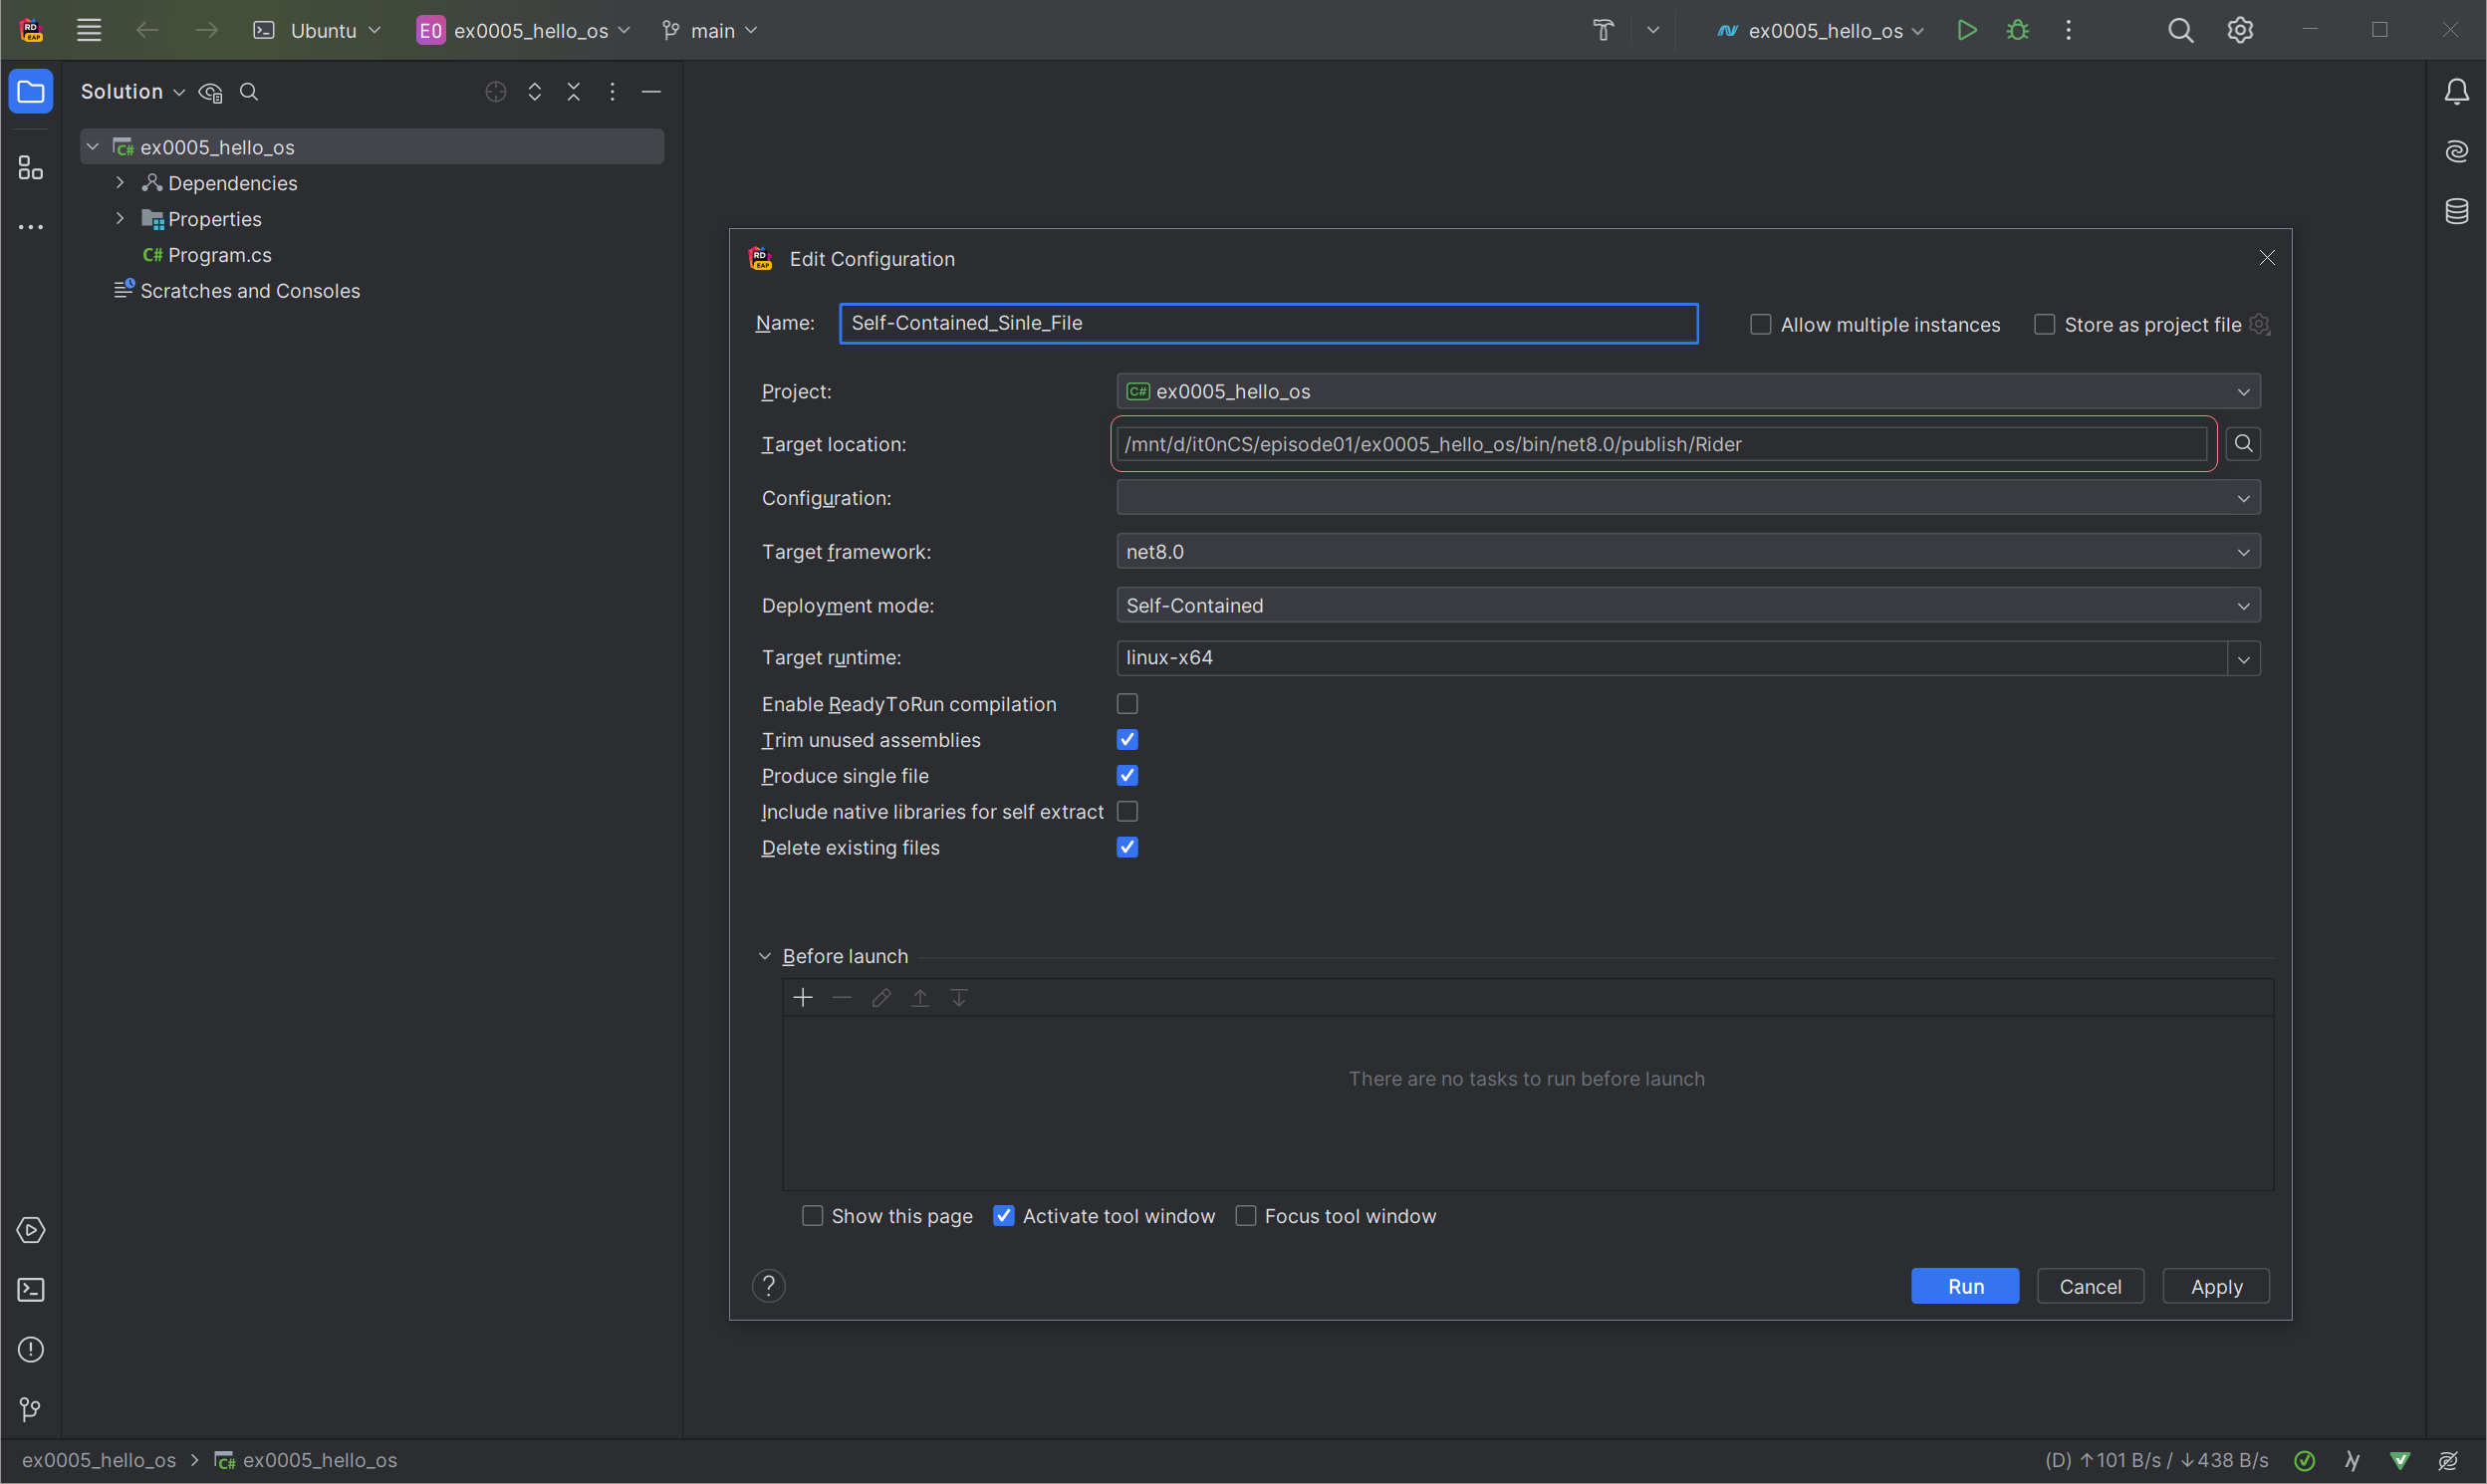 RD EAP Ubuntu E0 ex0005_hello_os main ex0005_hello_os
Solution
C# ex0005_hello_os
Dependencies
Properties
C# Program.cs
Scratches and Consoles
RD EAP Edit Configuration
Name: Self-Contained_Sinle_File Allow multiple instances Store as project file
Project: C# ex0005_hello_os
Target location: /mnt/d/it0nCS/episode01/ex0005_hello_os/bin/net8.0/publish/Rider
Configuration:
Target framework: net8.0
Deployment mode: Self-Contained
Target runtime: linux-x64
Enable ReadyToRun compilation
Trim unused assemblies
Produce single file
Include native libraries for self extract
Delete existing files
Before launch
There are no tasks to run before launch
Show this page Activate tool window Focus tool window
? Run Cancel Apply
ex0005_hello_os > C# ex0005_hello_os (D) ↑101 B/s / ↓438 B/s